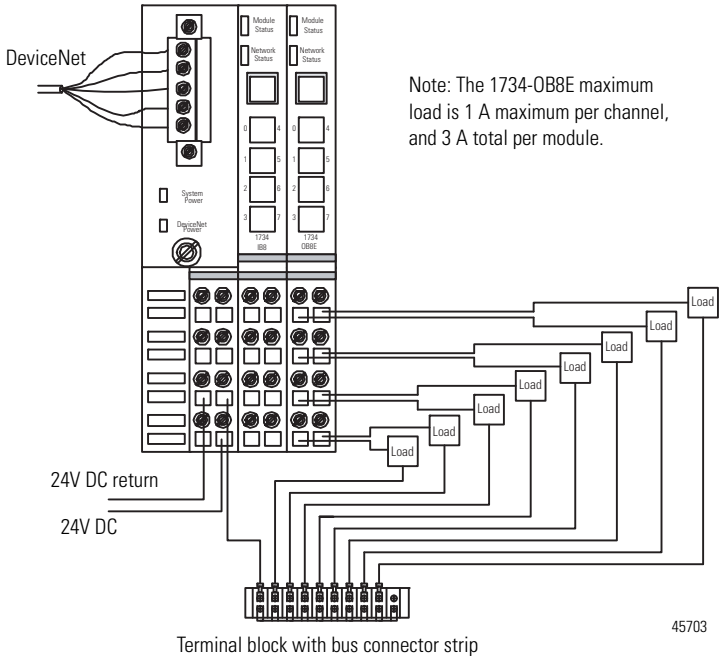 DeviceNet
Module Status
Module Status
Network Status
Network Status
Note: The 1734-OB8E maximum
load is 1 A maximum per channel,
and 3 A total per module.
0 4 0 4
1 5 1 5
2 6 2 6
3 7 3 7
System Power
DeviceNet Power
1734 IB8
1734 OB8E
Load
Load
Load
Load
Load
Load
Load
Load
24V DC return
24V DC
45703
Terminal block with bus connector strip